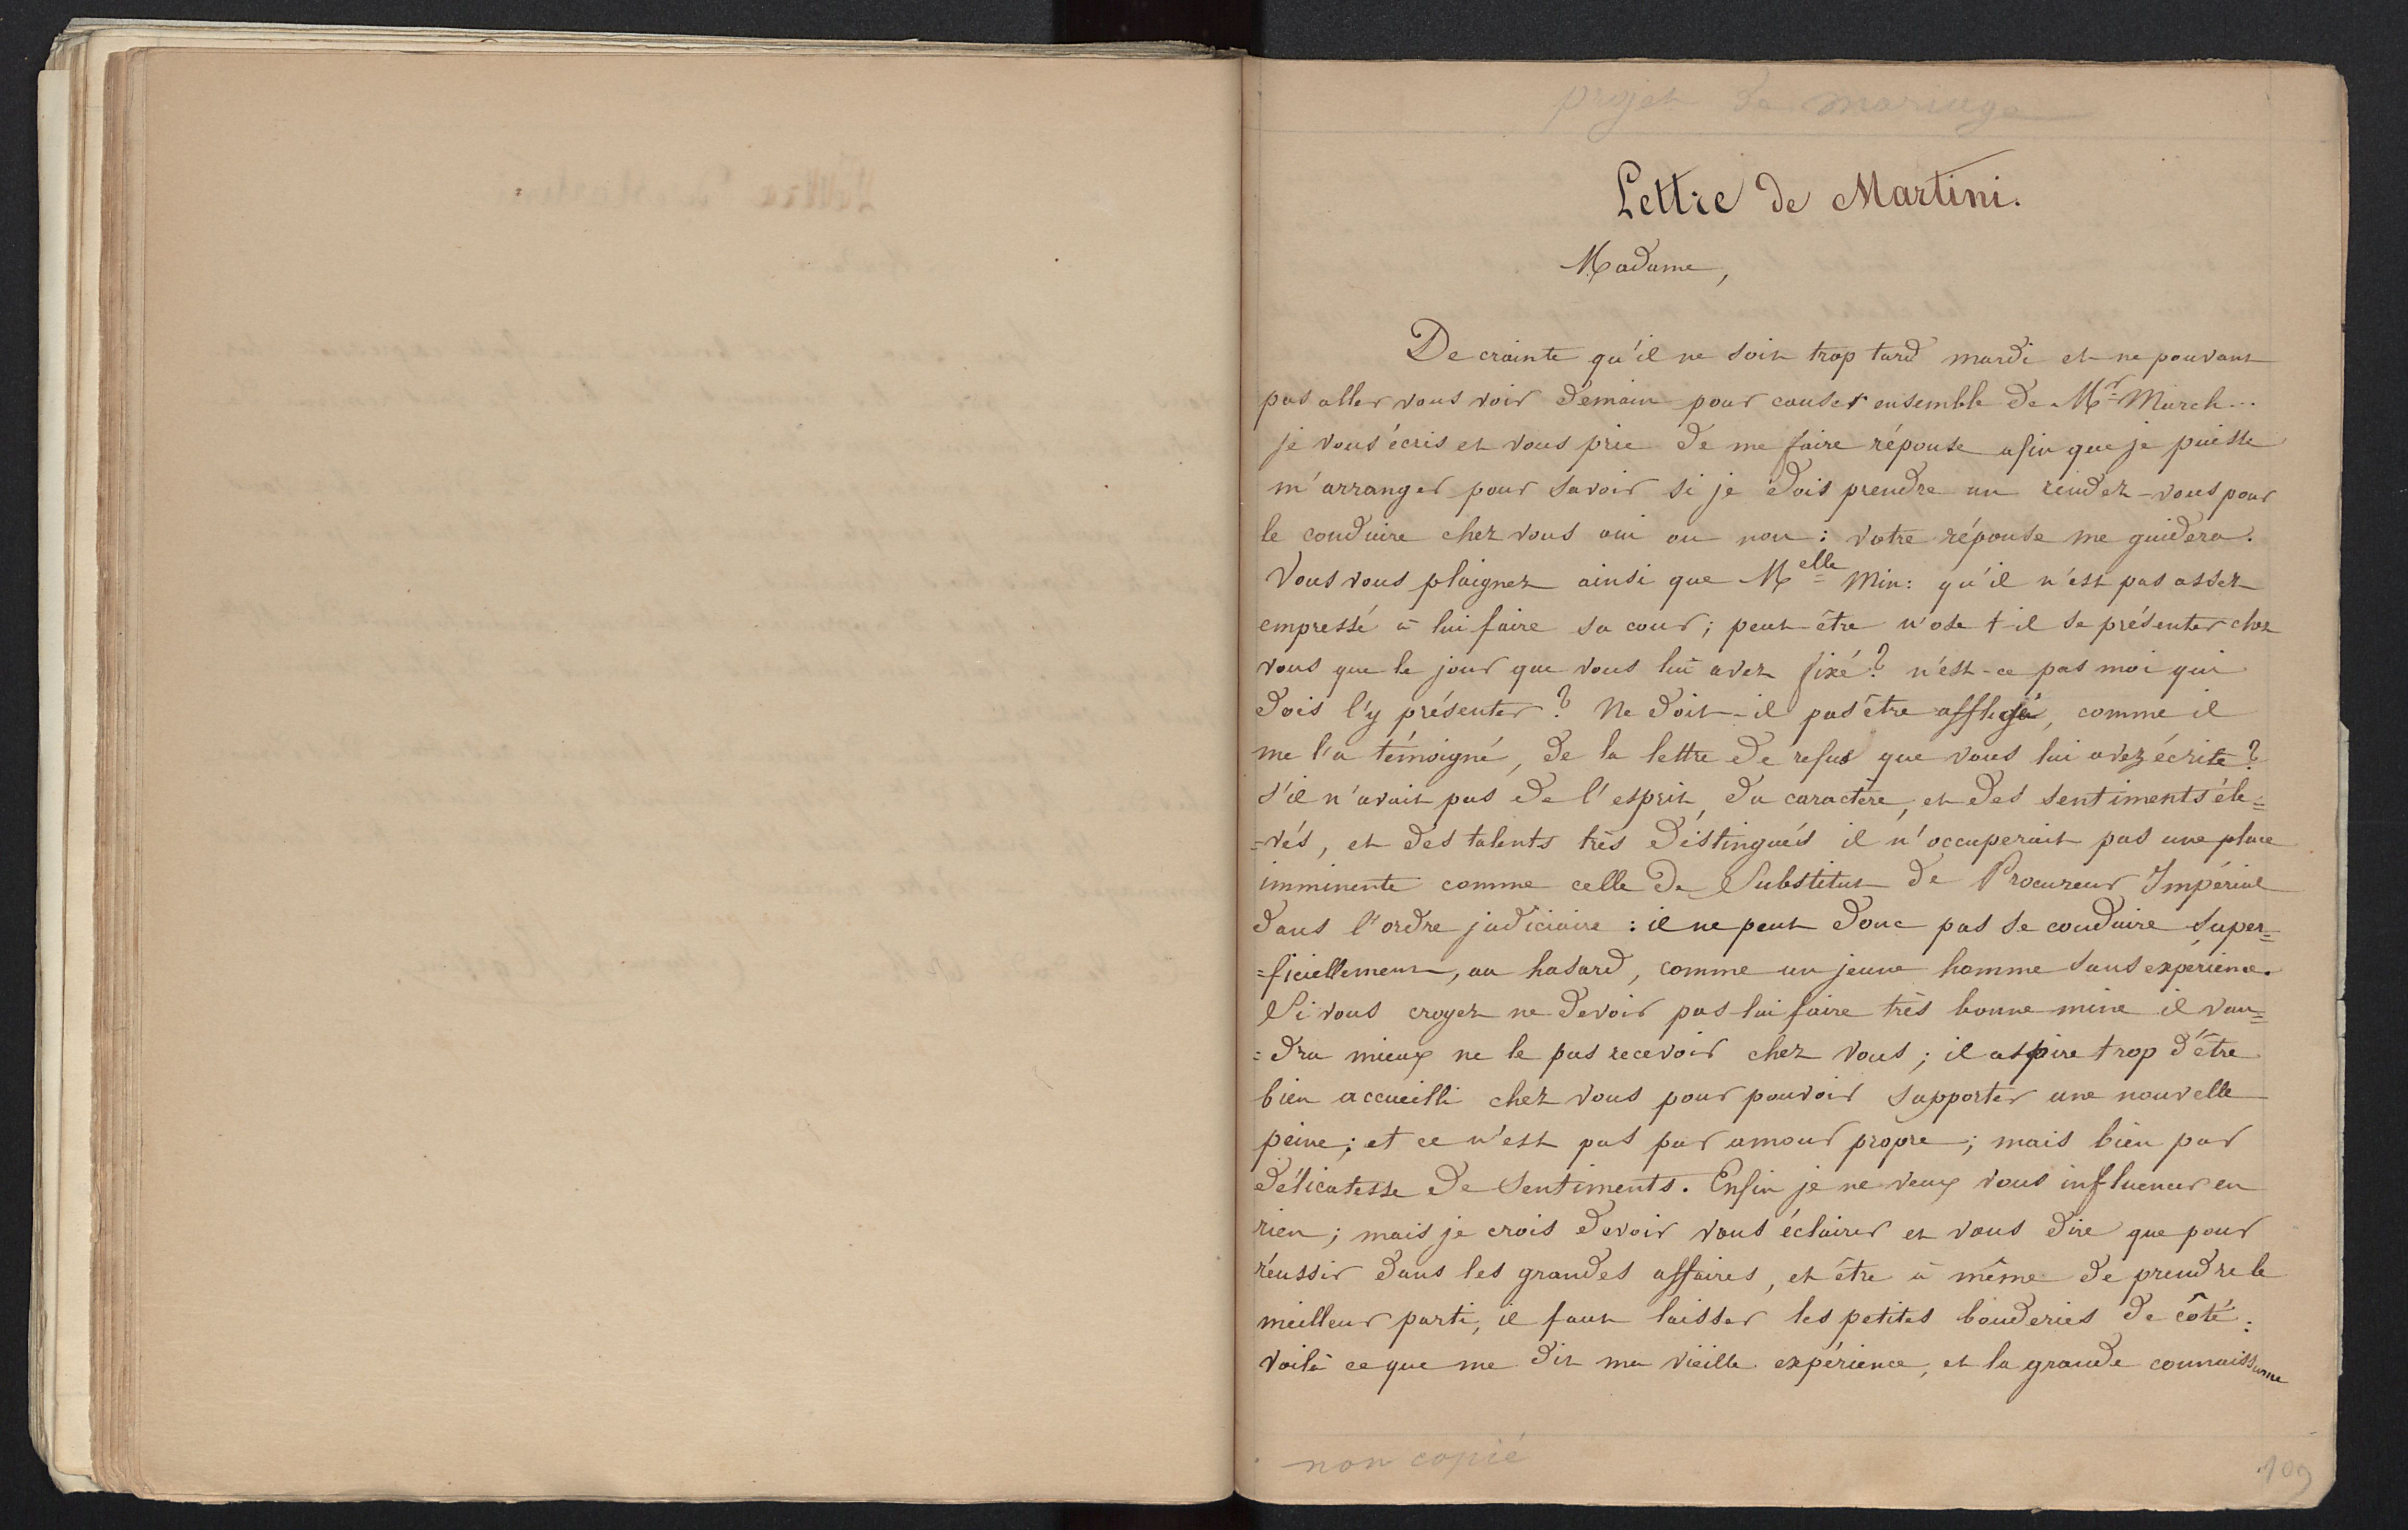 projet de mariage
Lettre de Martini.
Madame,
De crainte qu'il ne soit trop tard mardi et ne pouvant
pas aller vous voir demain pour causer ensemble de Mr March...
je vous écris et vous prie de me faire réponse afin que je puisse
m'arranger pour savoir si je dois prendre un rendez-vous pour
le conduire chez vous oui ou non : votre réponse me guidera.
Vous vous plaignez ainsi que Melle Min: qu'il n'est pas assez
empressé à lui faire sa cour ; peut-être n'ose t-il se présenter chez
vous que le jour que vous lui avez fixé ? n'est-ce pas moi qui
dois l'y présenter ? Ne doit-il pas être affligé, comme il
me l'a témoigné, de la lettre de refus que vous lui avez écrite ?
s'il n'avait pas de l'esprit, du caractère, et des sentiments éle=
=vés, et des talents très distingués il n'occuperait pas une place
imminente comme celle de Substitut de Procureur Impérial
dans l'ordre judiciaire : il ne peut donc pas se conduire super=
=ficiellement, au hasard, comme un jeune homme sans expérience.
Si vous croyez ne devoir pas lui faire très bonne mine il vau=
=dra mieux ne le pas recevoir chez vous ; il aspire trop d'être
bien accueilli chez vous pour pouvoir supporter une nouvelle
peine ; et ce n'est pas par amour propre ; mais bien par
délicatesse de sentiments. Enfin je ne veux vous influencer en
rien ; mais je crois devoir vous éclairer et vous dire que pour
réussir dans les grandes affaires, et être à même de prendre le
meilleur parti, il faut laisser les petites bouderies de côté :
voilà ce que me dit ma vieille expérience, et la grande connaissance
non copié
109